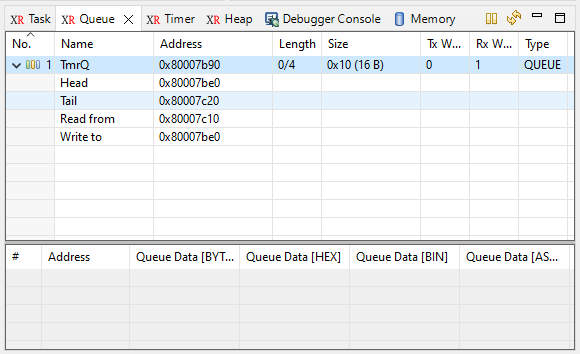 XR Task XR Queue XR Timer XR Heap Debugger Console Memory
No. Name Address Length Size Tx W... Rx W... Type
1 TmrQ 0x80007b90 0/4 0x10 (16 B) 0 1 QUEUE
Head 0x80007be0
Tail 0x80007c20
Read from 0x80007c10
Write to 0x80007be0
# Address Queue Data [BYT... Queue Data [HEX] Queue Data [BIN] Queue Data [AS...